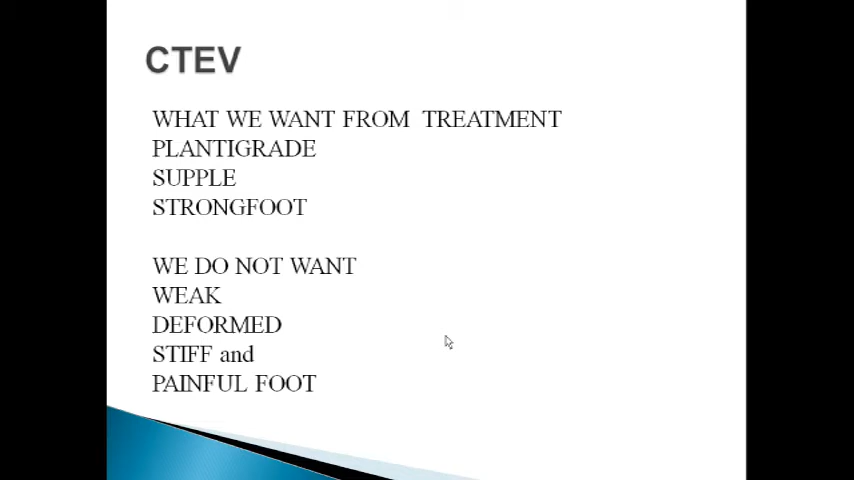 CTEV
WHAT WE WANT FROM TREATMENT
PLANTIGRADE
SUPPLE
STRONGFOOT
WE DO NOT WANT
WEAK
DEFORMED
STIFF and
PAINFUL FOOT